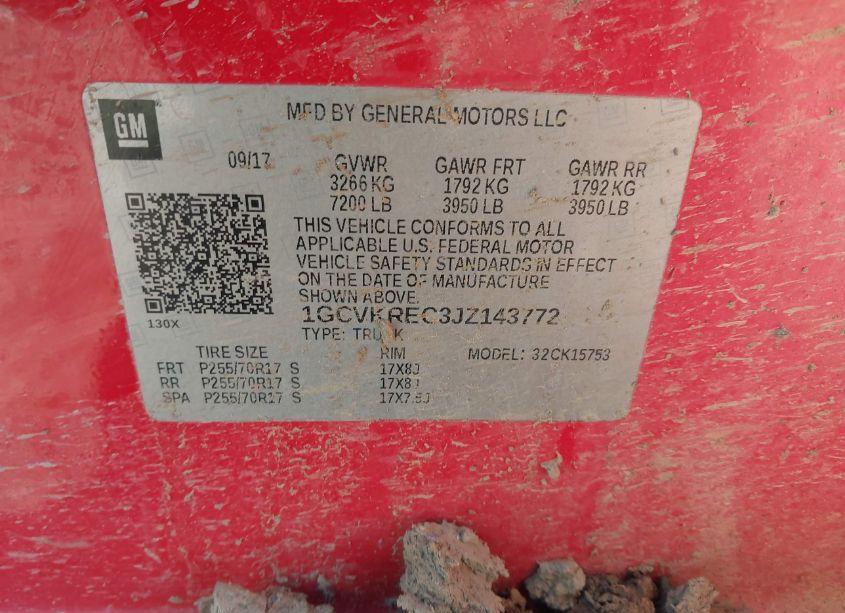 GM
MFD BY GENERAL MOTORS LLC
09/17 GVWR GAWR FRT GAWR RR
3266 KG 1792 KG 1792 KG
7200 LB 3950 LB 3950 LB
THIS VEHICLE CONFORMS TO ALL
APPLICABLE U.S. FEDERAL MOTOR
VEHICLE SAFETY STANDARDS IN EFFECT
ON THE DATE OF MANUFACTURE
SHOWN ABOVE.
1GCVKREC3JZ143772
130X
TYPE: TRUCK
TIRE SIZE RIM MODEL: 32CK15753
FRT P255/70R17 S 17X8J
RR P255/70R17 S 17X8J
SPA P255/70R17 S 17X7.5J